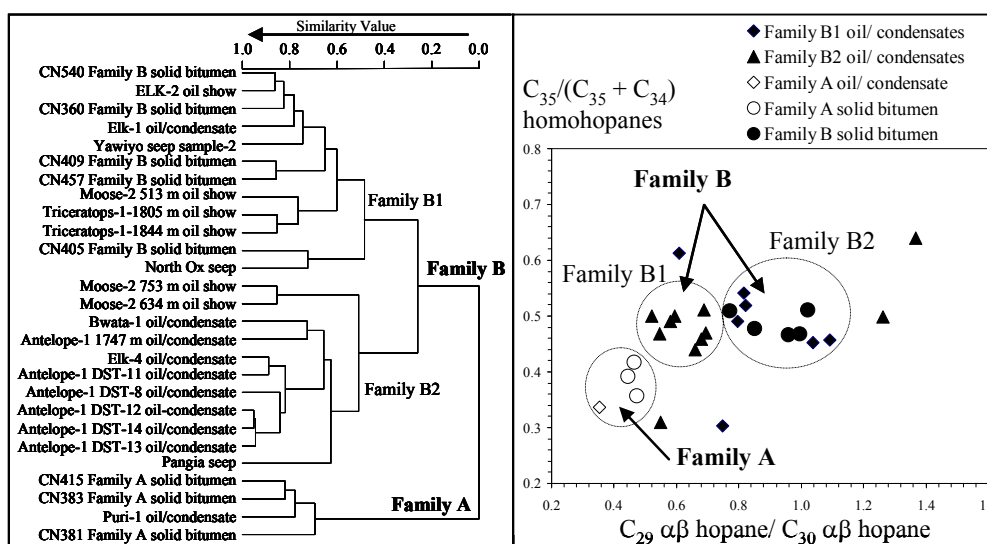 Similarity Value
1.0 0.8 0.6 0.4 0.2 0.0
CN540 Family B solid bitumen
ELK-2 oil show
CN360 Family B solid bitumen
Elk-1 oil/condensate
Yawiyo seep sample-2
CN409 Family B solid bitumen
CN457 Family B solid bitumen
Moose-2 513 m oil show
Triceratops-1-1805 m oil show
Triceratops-1-1844 m oil show
CN405 Family B solid bitumen
North Ox seep
Moose-2 753 m oil show
Moose-2 634 m oil show
Bwata-1 oil/condensate
Antelope-1 1747 m oil/condensate
Elk-4 oil/condensate
Antelope-1 DST-11 oil/condensate
Antelope-1 DST-8 oil/condensate
Antelope-1 DST-12 oil-condensate
Antelope-1 DST-14 oil/condensate
Antelope-1 DST-13 oil/condensate
Pangia seep
CN415 Family A solid bitumen
CN383 Family A solid bitumen
Puri-1 oil/condensate
CN381 Family A solid bitumen
Family B1
Family B
Family B2
Family A
Family B1 oil/ condensates
Family B2 oil/ condensates
Family A oil/ condensate
Family A solid bitumen
Family B solid bitumen
C35/(C35 + C34)
homohopanes
0.8
0.7
0.6
0.5
0.4
0.3
0.2
Family B
Family B1
Family B2
Family A
0.2 0.4 0.6 0.8 1.0 1.2 1.4 1.6
C29 αβ hopane/ C30 αβ hopane